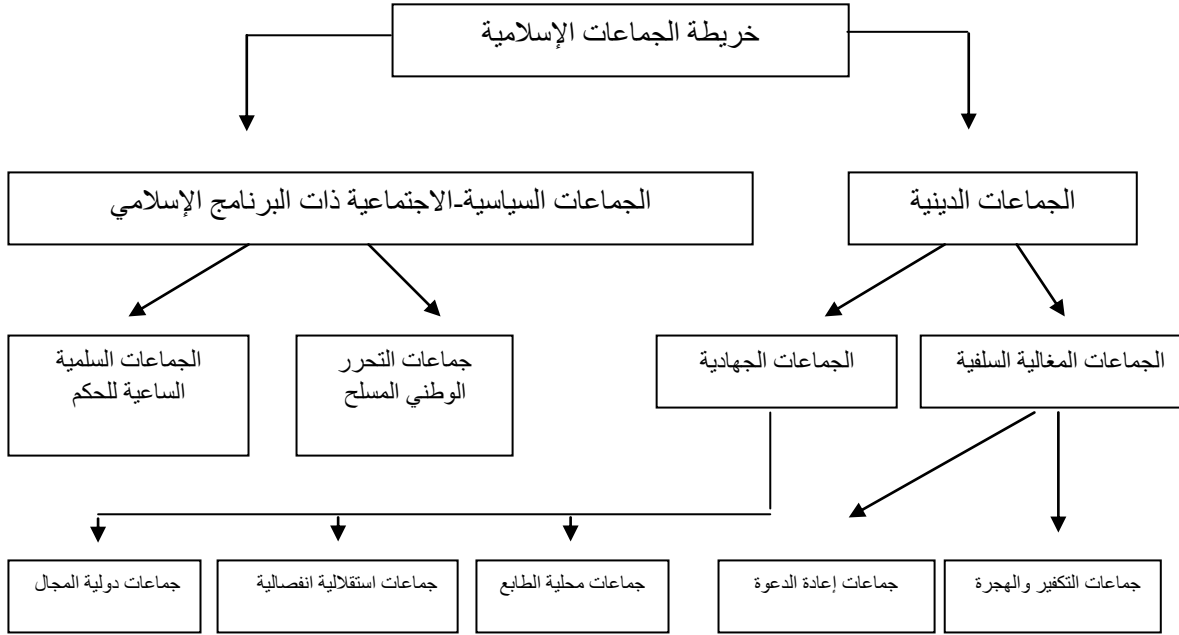 خريطة الجماعات الإسلامية
الجماعات الدينية
الجماعات السياسية-الاجتماعية ذات البرنامج الإسلامي
الجماعات المغالية السلفية
الجماعات الجهادية
جماعات التحرر
الوطني المسلح
الجماعات السلمية
الساعية للحكم
جماعات التكفير والهجرة
جماعات إعادة الدعوة
جماعات محلية الطابع
جماعات استقلالية انفصالية
جماعات دولية المجال